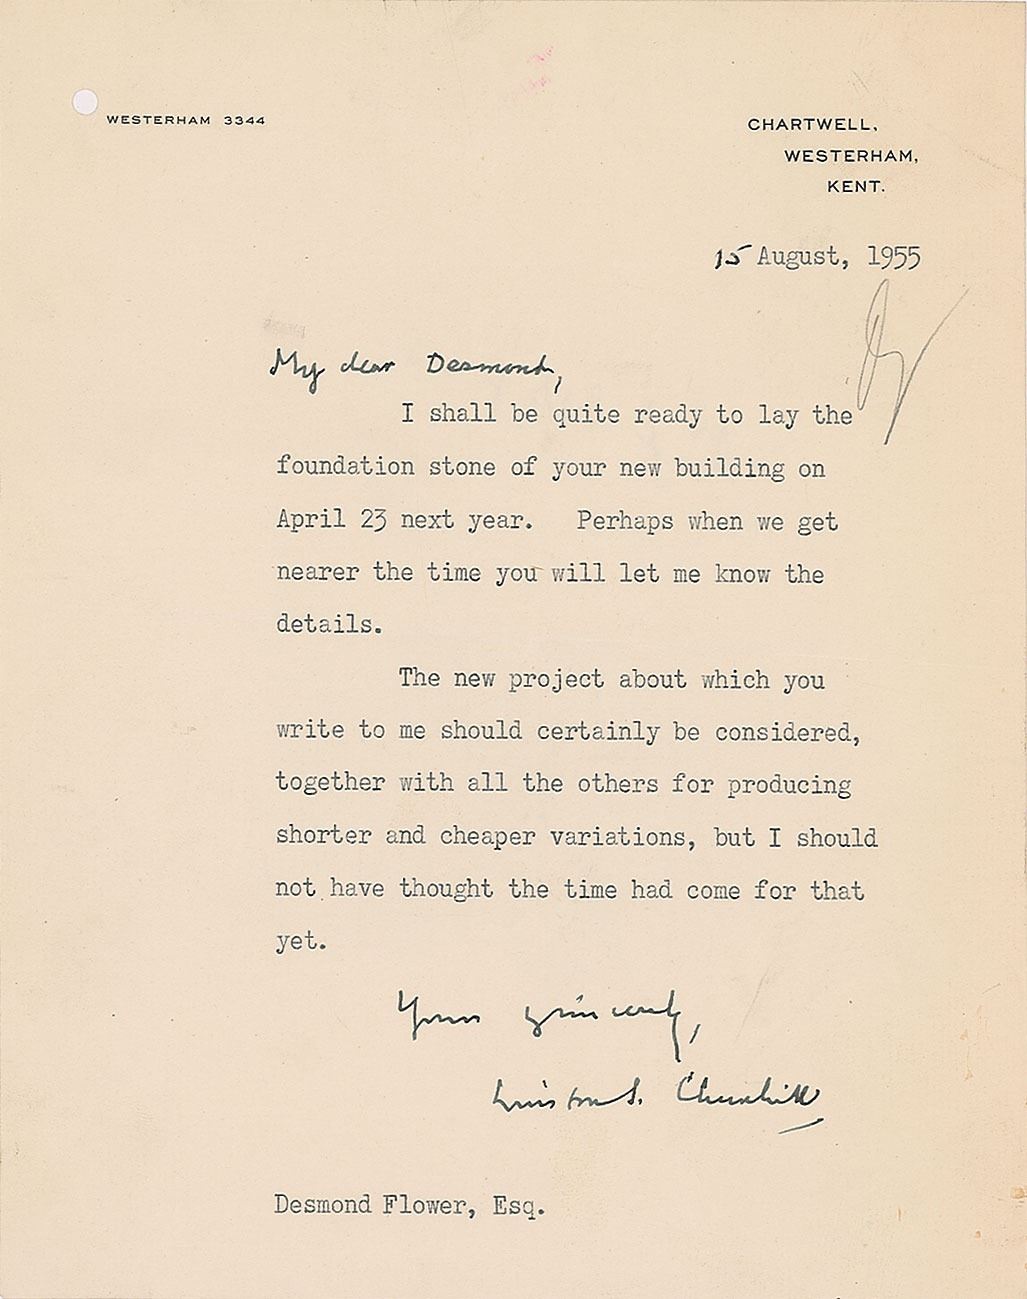 WESTERHAM 3344
CHARTWELL,
WESTERHAM,
KENT.
15 August, 1955
My dear Desmond,
I shall be quite ready to lay the
foundation stone of your new building on
April 23 next year. Perhaps when we get
nearer the time you will let me know the
details.
The new project about which you
write to me should certainly be considered,
together with all the others for producing
shorter and cheaper variations, but I should
not have thought the time had come for that
yet.
Yours sincerely,
Winston S. Churchill
Desmond Flower, Esq.